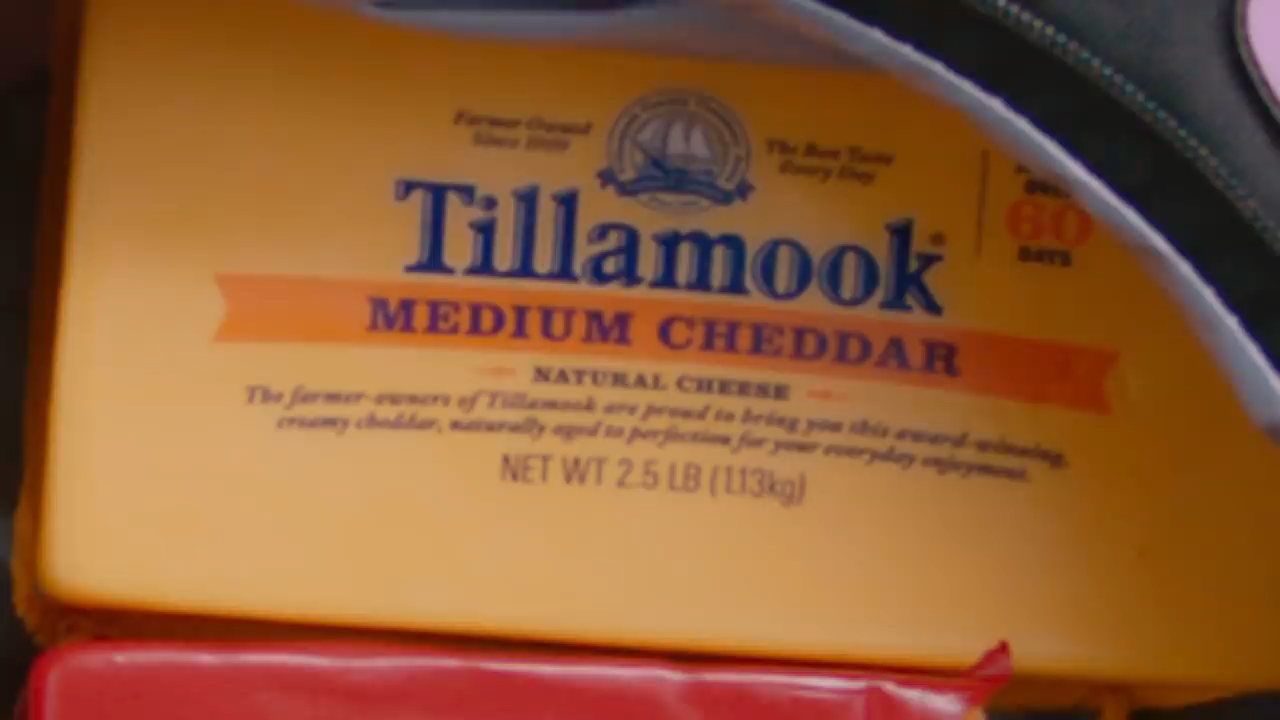 Farmer Owned
Since 1909
The Best Taste
Every Day
Tillamook®
OVER
60
DAYS
MEDIUM CHEDDAR
NATURAL CHEESE
The farmer-owners of Tillamook are proud to bring you this award-winning,
creamy cheddar, naturally aged to perfection for your everyday enjoyment.
NET WT 2.5 LB (1.13kg)